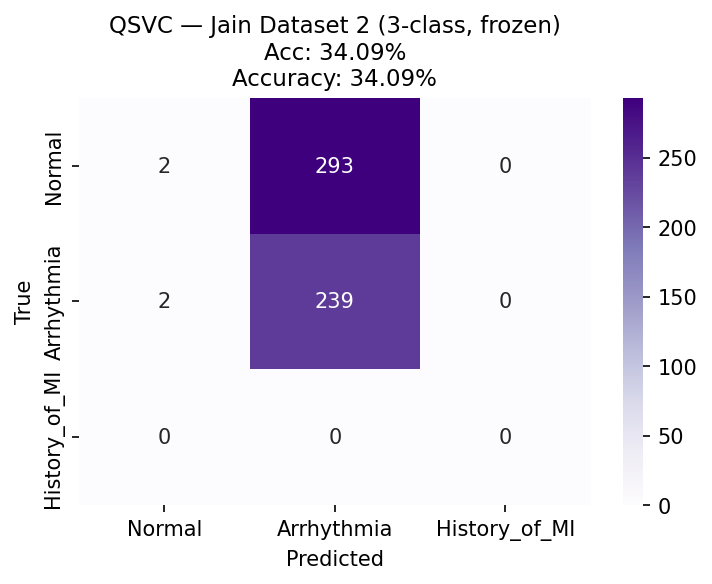 QSVC — Jain Dataset 2 (3-class, frozen)
Acc: 34.09%
Accuracy: 34.09%
True
Normal
2
293
0
Arrhythmia
2
239
0
History_of_MI
0
0
0
Normal
Arrhythmia
History_of_MI
Predicted
250
200
150
100
50
0